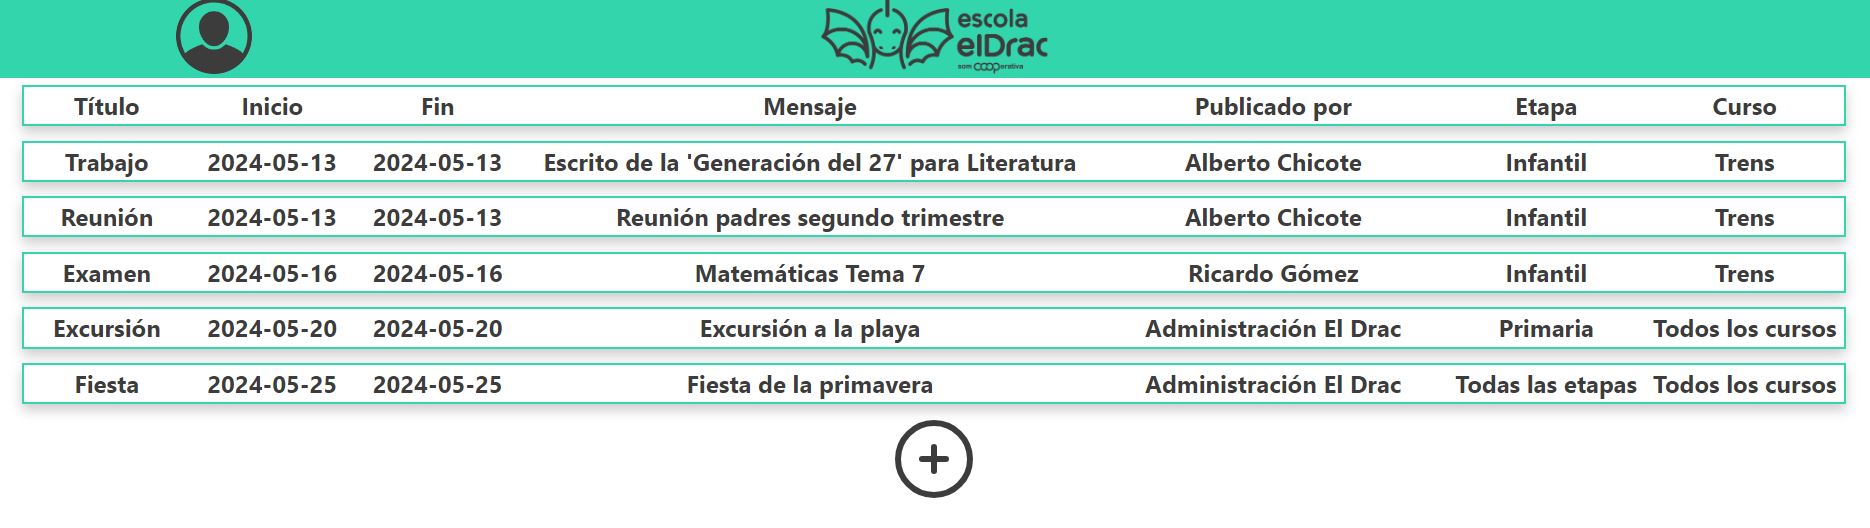 escola
elDrac
som COOperativa
Título Inicio Fin Mensaje Publicado por Etapa Curso
Trabajo 2024-05-13 2024-05-13 Escrito de la 'Generación del 27' para Literatura Alberto Chicote Infantil Trens
Reunión 2024-05-13 2024-05-13 Reunión padres segundo trimestre Alberto Chicote Infantil Trens
Examen 2024-05-16 2024-05-16 Matemáticas Tema 7 Ricardo Gómez Infantil Trens
Excursión 2024-05-20 2024-05-20 Excursión a la playa Administración El Drac Primaria Todos los cursos
Fiesta 2024-05-25 2024-05-25 Fiesta de la primavera Administración El Drac Todas las etapas Todos los cursos